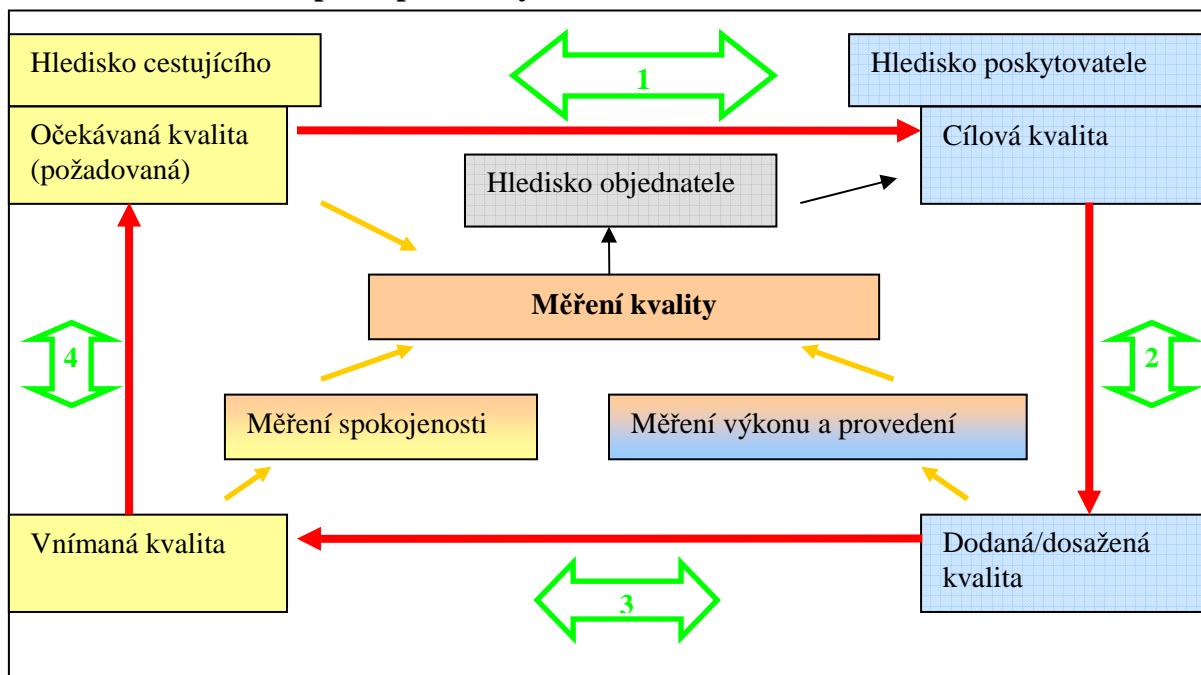 Hledisko cestujícího
1
Hledisko poskytovatele
Očekávaná kvalita
(požadovaná)
Cílová kvalita
Hledisko objednatele
Měření kvality
4
2
Měření spokojenosti
Měření výkonu a provedení
Vnímaná kvalita
Dodaná/dosažená
kvalita
3